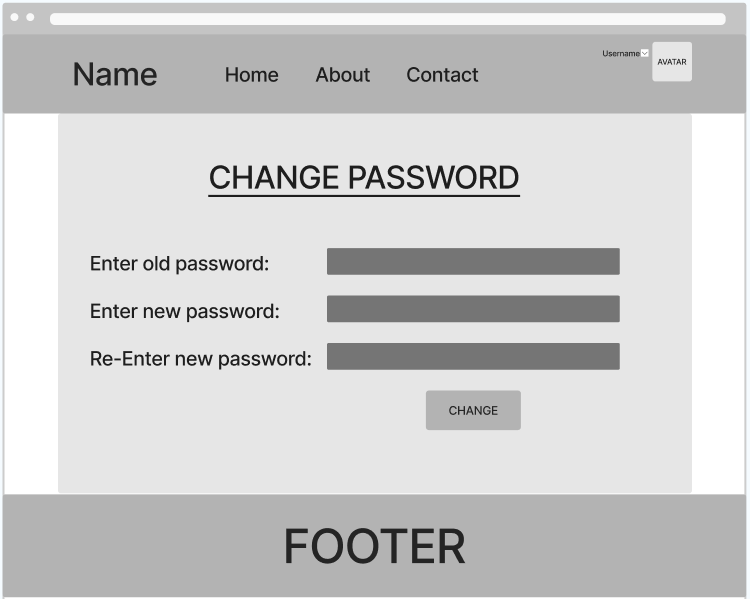 Name Home About Contact Username AVATAR
CHANGE PASSWORD
Enter old password:
Enter new password:
Re-Enter new password:
CHANGE
FOOTER